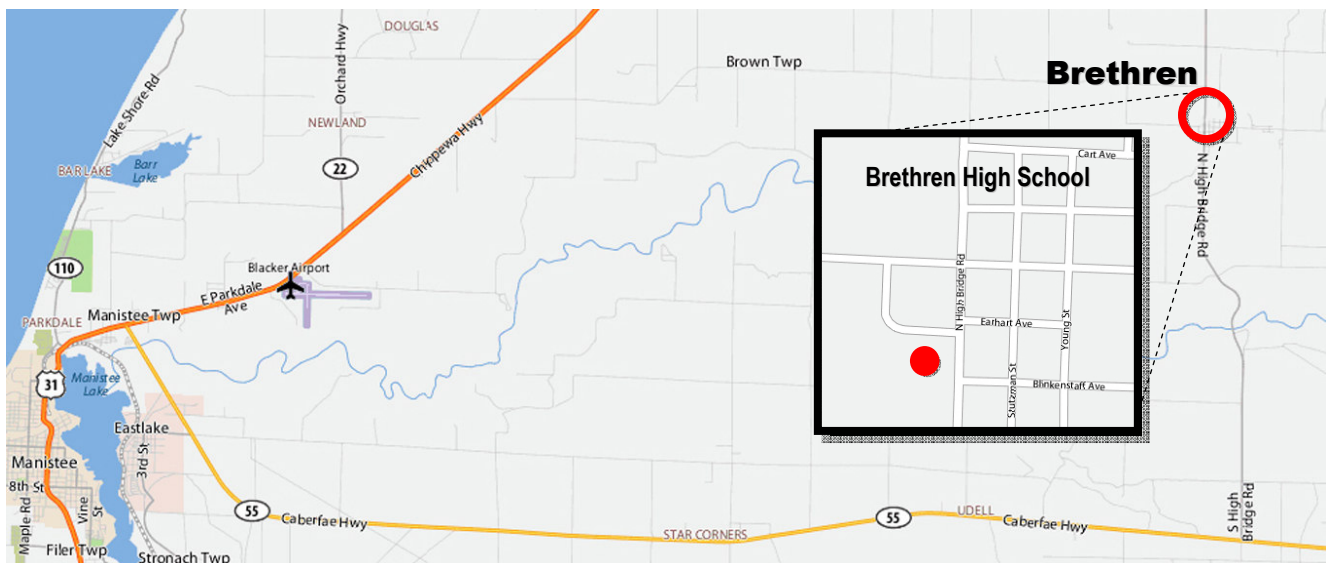 DOUGLAS
Orchard Hwy
Lake Shore Rd
Brown Twp
Brethren
NEWLAND
Chippewa Hwy
22
BAR LAKE
Barr
Lake
N High Bridge Rd
Cart Ave
Brethren High School
110
Blacker Airport
E Parkdale
Ave
Manistee Twp
PARKDALE
N High Bridge Rd
Earhart Ave
Young St
Stutzman St
Blinkenstaff Ave
31
Manistee
Lake
Eastlake
3rd St
Manistee
8th St
Maple Rd
Vine
St
Filer Twp
Stronach Twp
55
Caberfae Hwy
STAR CORNERS
55
UDELL
Caberfae Hwy
S High
Bridge Rd